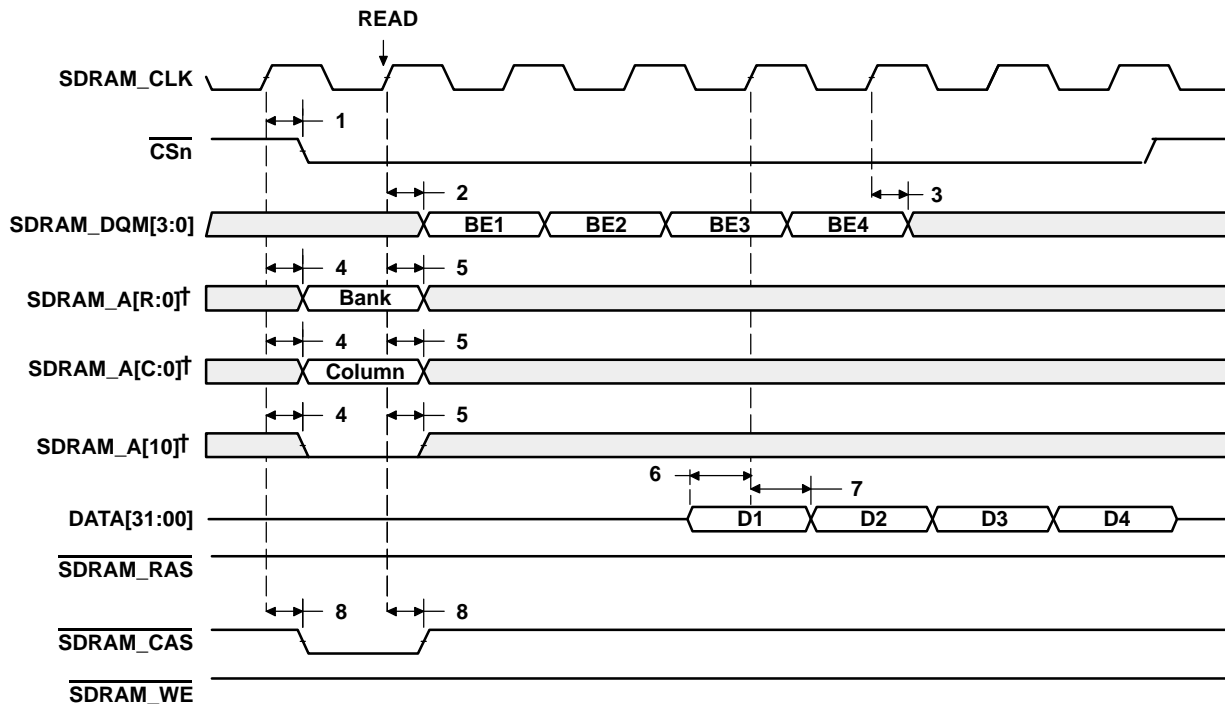 READ
SDRAM_CLK
1
CSn
2
3
SDRAM_DQM[3:0]
BE1 BE2 BE3 BE4
4 5
SDRAM_A[R:0]†
Bank
4 5
SDRAM_A[C:0]†
Column
4 5
SDRAM_A[10]†
6
7
DATA[31:00]
D1 D2 D3 D4
SDRAM_RAS
8 8
SDRAM_CAS
SDRAM_WE